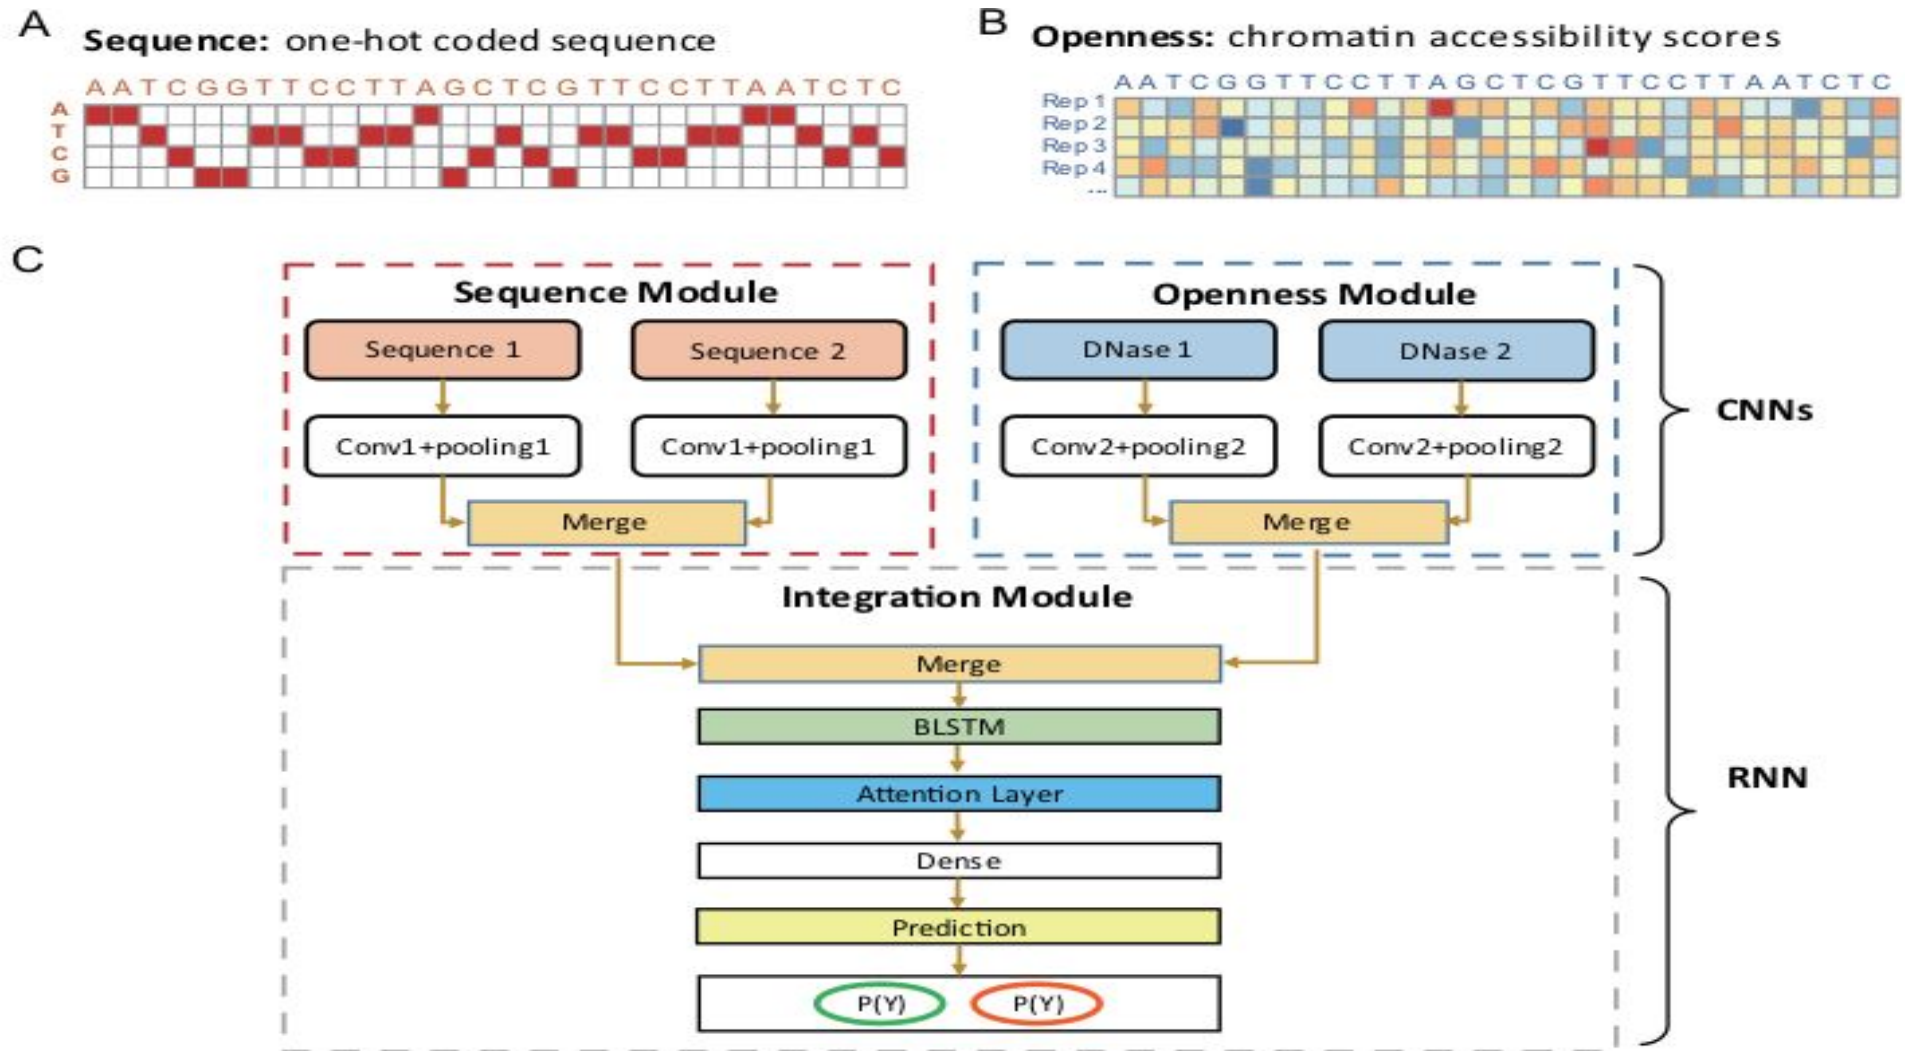 A
Sequence: one-hot coded sequence
A A T C G G T T C C T T A G C T C G T T C C T T A A T C T C
A
T
C
G
B
Openness: chromatin accessibility scores
A A T C G G T T C C T T A G C T C G T T C C T T A A T C T C
Rep 1
Rep 2
Rep 3
Rep 4
...
C
Sequence Module
Sequence 1
Sequence 2
Conv1+pooling1
Conv1+pooling1
Merge
Openness Module
DNase 1
DNase 2
Conv2+pooling2
Conv2+pooling2
Merge
CNNs
Integration Module
Merge
BLSTM
Attention Layer
Dense
Prediction
P(Y)
P(Y)
RNN